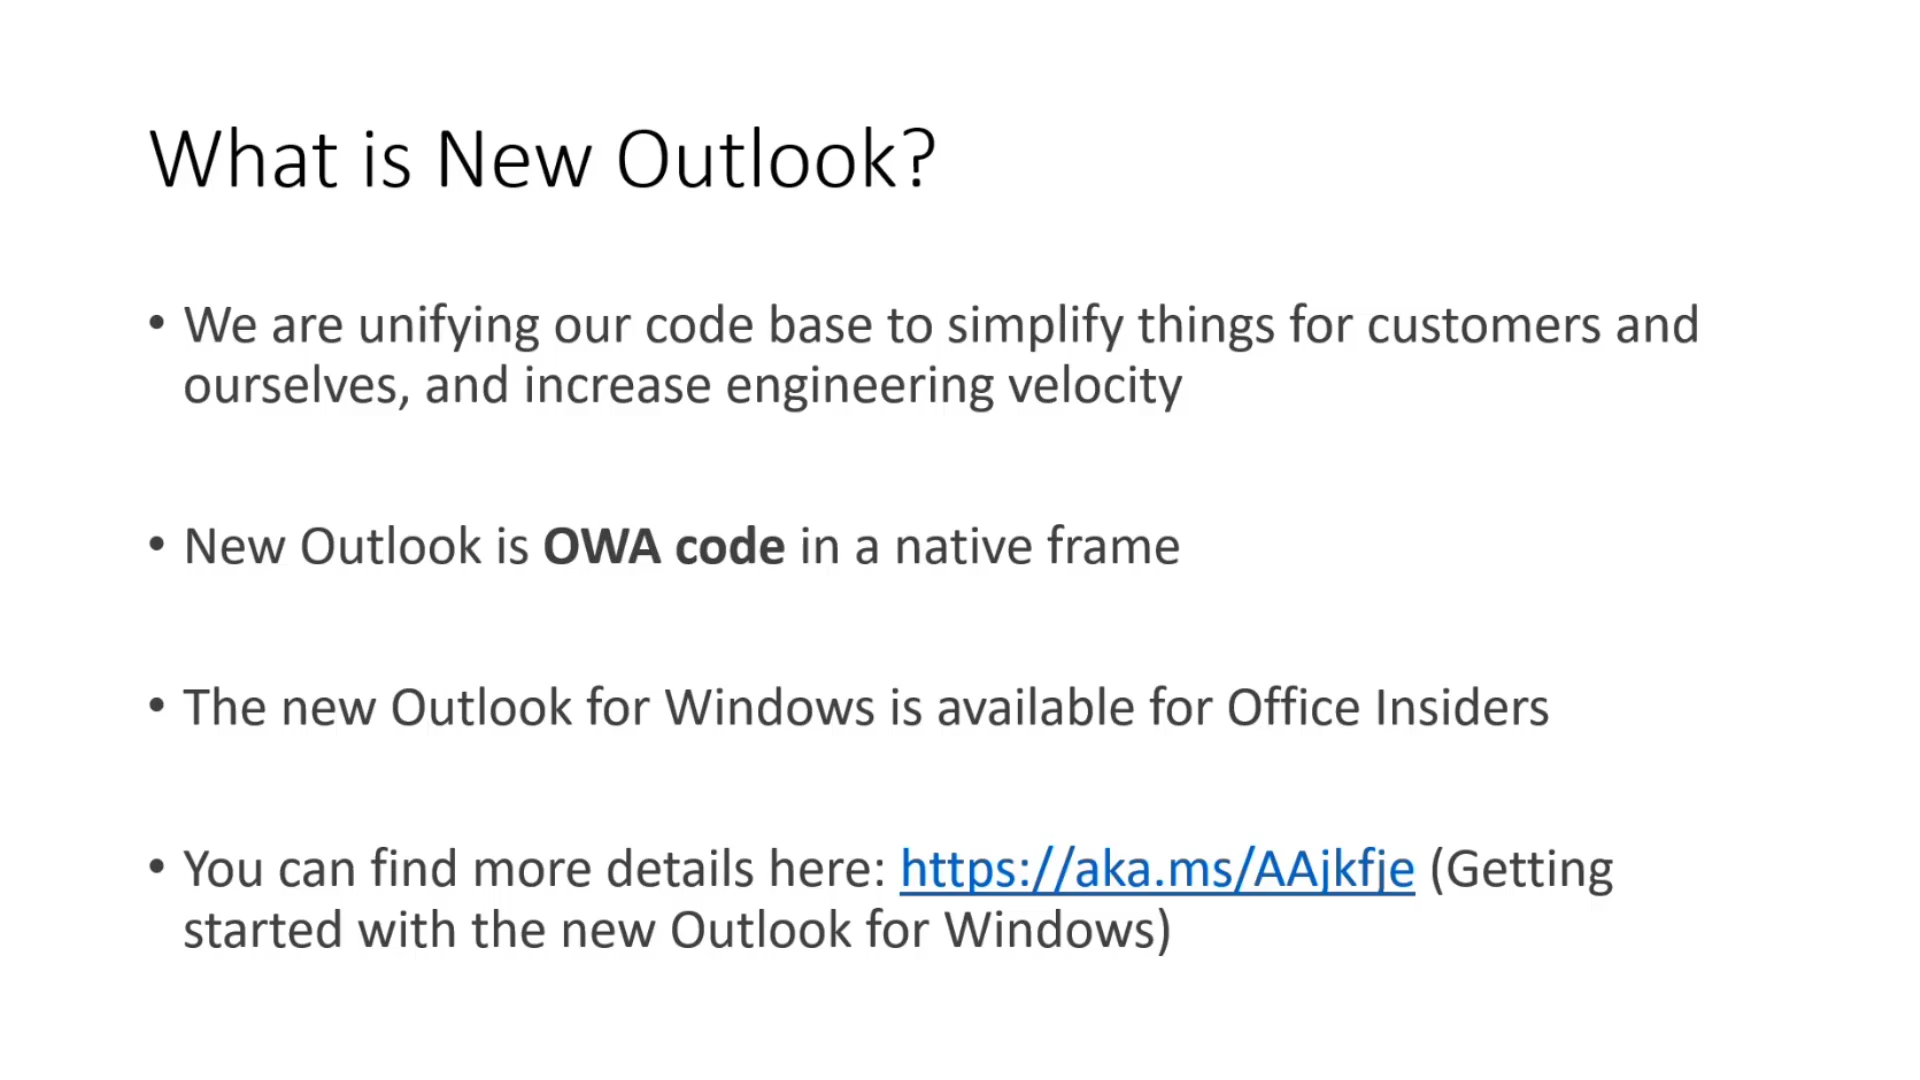 What is New Outlook?
• We are unifying our code base to simplify things for customers and
ourselves, and increase engineering velocity
• New Outlook is OWA code in a native frame
• The new Outlook for Windows is available for Office Insiders
• You can find more details here: https://aka.ms/AAjkfje (Getting
started with the new Outlook for Windows)